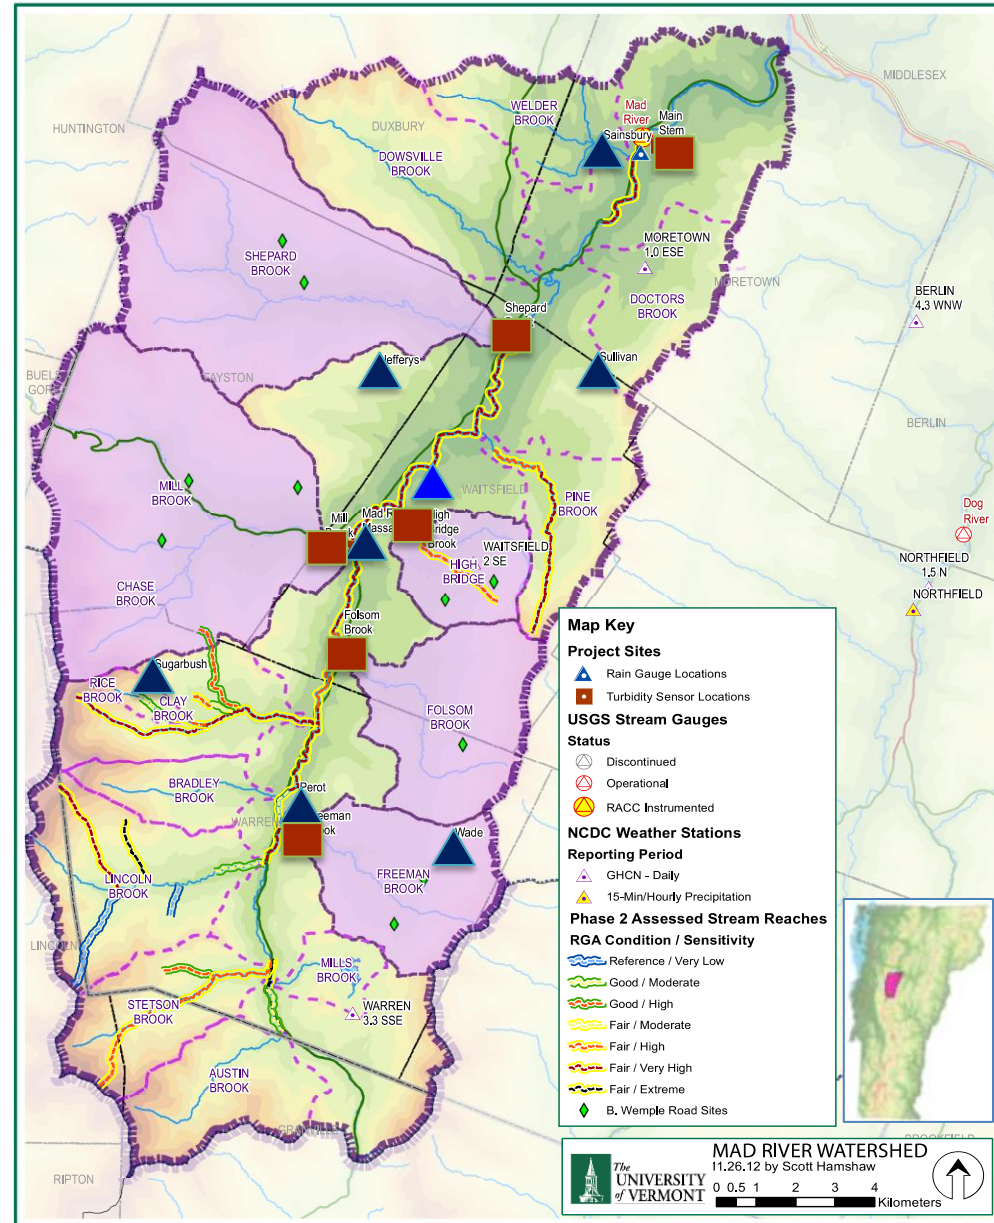 MIDDLESEX
HUNTINGTON
DUXBURY
WELDER
BROOK
Mad
River
Main
Stem
Sainsbury
DOWSVILLE
BROOK
SHEPARD
BROOK
MORETOWN
1.0 ESE
MORETOWN
DOCTORS
BROOK
BERLIN
4.3 WNW
Shepard
Jefferys
Sullivan
FAYSTON
BUELS
GORE
BERLIN
MILL
BROOK
WAITSFIELD
PINE
BROOK
Dog
River
Mill
Mad
High
Bridge
Brook
WAITSFIELD
2 SE
HIGH
BRIDGE
NORTHFIELD
1.5 N
NORTHFIELD
CHASE
BROOK
Folsom
Brook
Sugarbush
RICE
BROOK
CLAY
BROOK
FOLSOM
BROOK
BRADLEY
BROOK
Perot
WARREN
Wade
LINCOLN
BROOK
FREEMAN
BROOK
LINCOLN
MILLS
BROOK
STETSON
BROOK
WARREN
3.3 SSE
AUSTIN
BROOK
GRANVILLE
RIPTON
Map Key
Project Sites
Rain Gauge Locations
Turbidity Sensor Locations
USGS Stream Gauges
Status
Discontinued
Operational
RACC Instrumented
NCDC Weather Stations
Reporting Period
GHCN - Daily
15-Min/Hourly Precipitation
Phase 2 Assessed Stream Reaches
RGA Condition / Sensitivity
Reference / Very Low
Good / Moderate
Good / High
Fair / Moderate
Fair / High
Fair / Very High
Fair / Extreme
B. Wemple Road Sites
The
UNIVERSITY
of VERMONT
MAD RIVER WATERSHED
11.26.12 by Scott Hamshaw
0 0.5 1 2 3 4
Kilometers